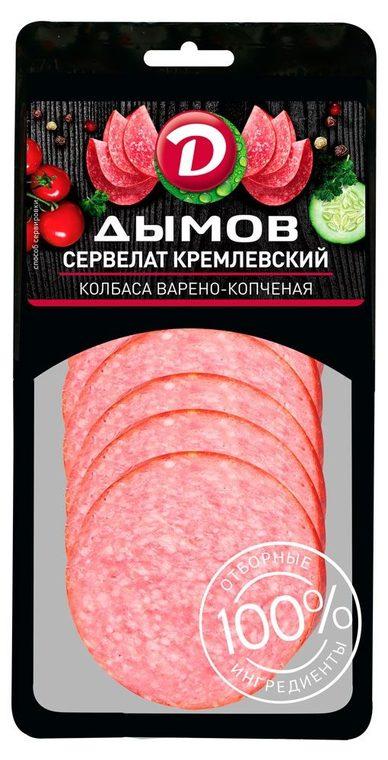 Д
ДЫМОВ
СЕРВЕЛАТ КРЕМЛЕВСКИЙ
КОЛБАСА ВАРЕНО-КОПЧЕНАЯ
способ сервировки
ОТБОРНЫЕ
100%
ИНГРЕДИЕНТЫ